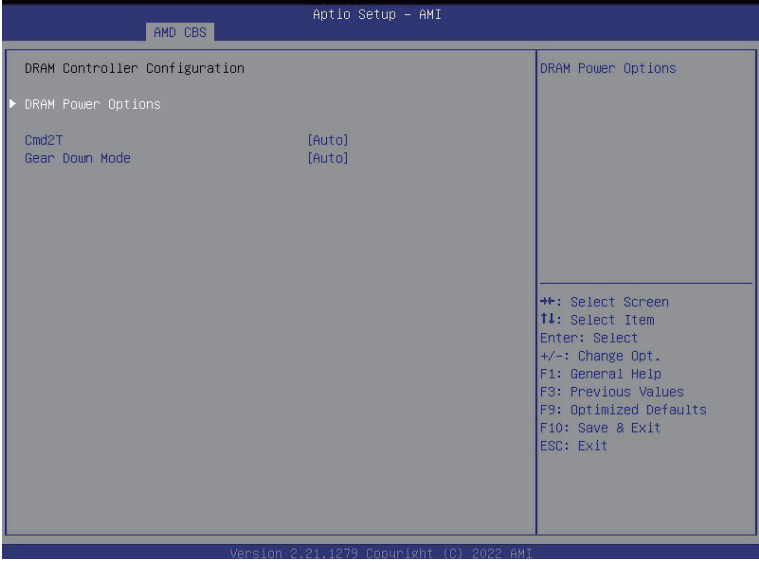 Aptio Setup – AMI
AMD CBS
DRAM Controller Configuration
DRAM Power Options
Cmd2T [Auto]
Gear Down Mode [Auto]
DRAM Power Options
→←: Select Screen
↑↓: Select Item
Enter: Select
+/-: Change Opt.
F1: General Help
F3: Previous Values
F9: Optimized Defaults
F10: Save & Exit
ESC: Exit
Version 2.21.1279 Copyright (C) 2022 AMI